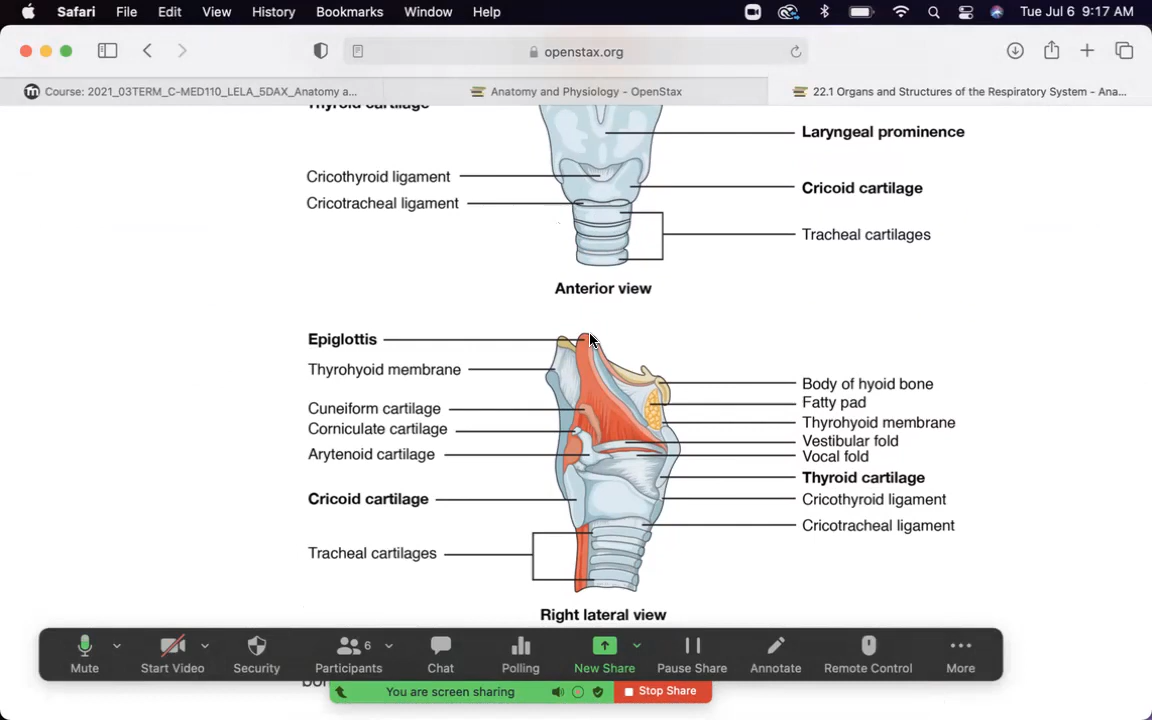 Safari File Edit View History Bookmarks Window Help Tue Jul 6 9:17 AM
openstax.org
Course: 2021_03TERM_C-MED110_LELA_5DAX_Anatomy a... Anatomy and Physiology - OpenStax 22.1 Organs and Structures of the Respiratory System - Ana...
Thyroid cartilage
Laryngeal prominence
Cricothyroid ligament
Cricoid cartilage
Cricotracheal ligament
Tracheal cartilages
Anterior view
Epiglottis
Thyrohyoid membrane
Body of hyoid bone
Fatty pad
Cuneiform cartilage
Thyrohyoid membrane
Corniculate cartilage
Vestibular fold
Arytenoid cartilage
Vocal fold
Thyroid cartilage
Cricoid cartilage
Cricothyroid ligament
Cricotracheal ligament
Tracheal cartilages
Right lateral view
Mute Start Video Security Participants 6 Chat Polling New Share Pause Share Annotate Remote Control More
You are screen sharing Stop Share